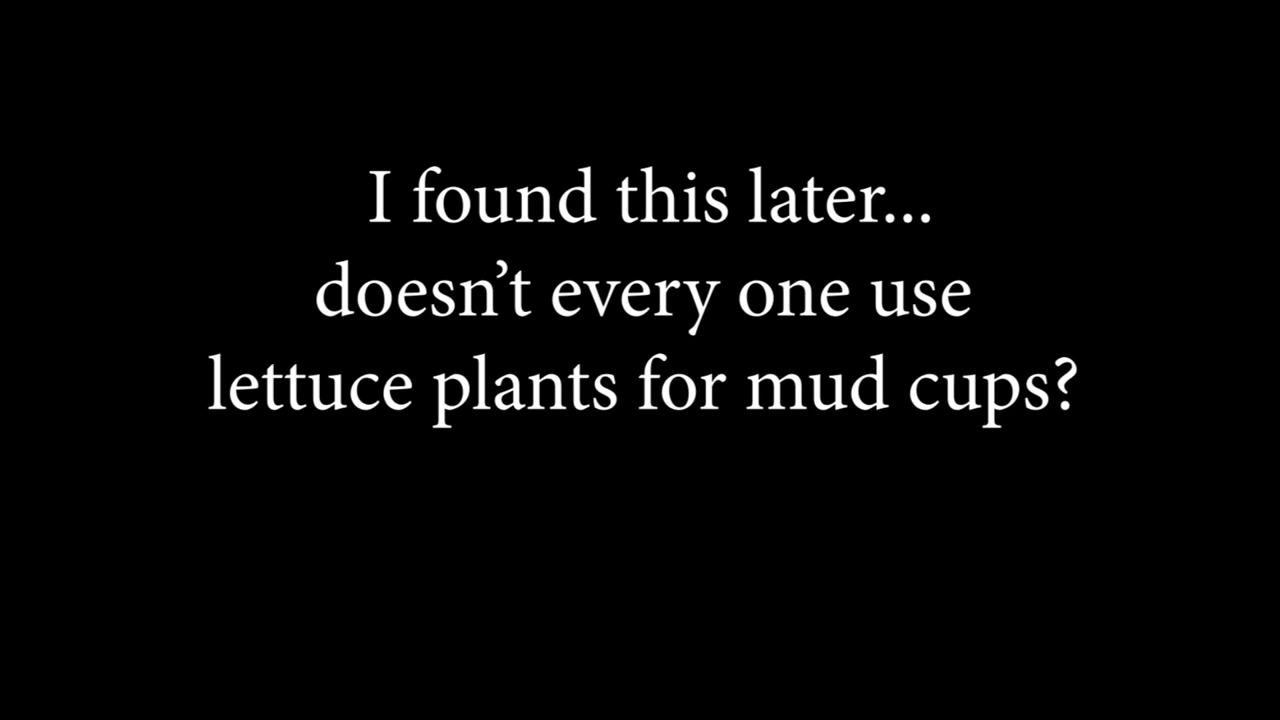 I found this later...
doesn’t every one use
lettuce plants for mud cups?